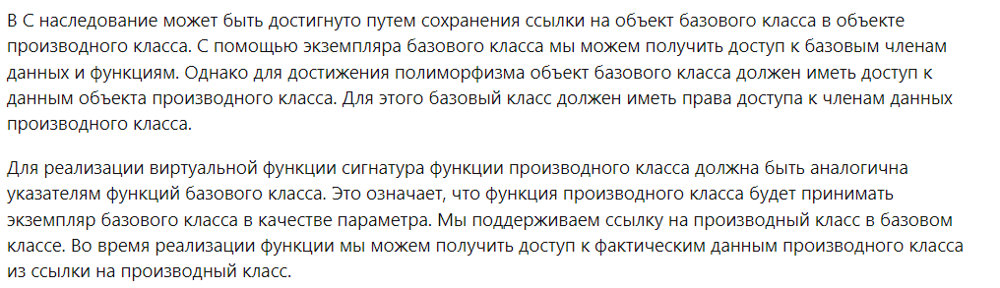 В C наследование может быть достигнуто путем сохранения ссылки на объект базового класса в объекте
производного класса. С помощью экземпляра базового класса мы можем получить доступ к базовым членам
данных и функциям. Однако для достижения полиморфизма объект базового класса должен иметь доступ к
данным объекта производного класса. Для этого базовый класс должен иметь права доступа к членам данных
производного класса.
Для реализации виртуальной функции сигнатура функции производного класса должна быть аналогична
указателям функций базового класса. Это означает, что функция производного класса будет принимать
экземпляр базового класса в качестве параметра. Мы поддерживаем ссылку на производный класс в базовом
классе. Во время реализации функции мы можем получить доступ к фактическим данным производного класса
из ссылки на производный класс.